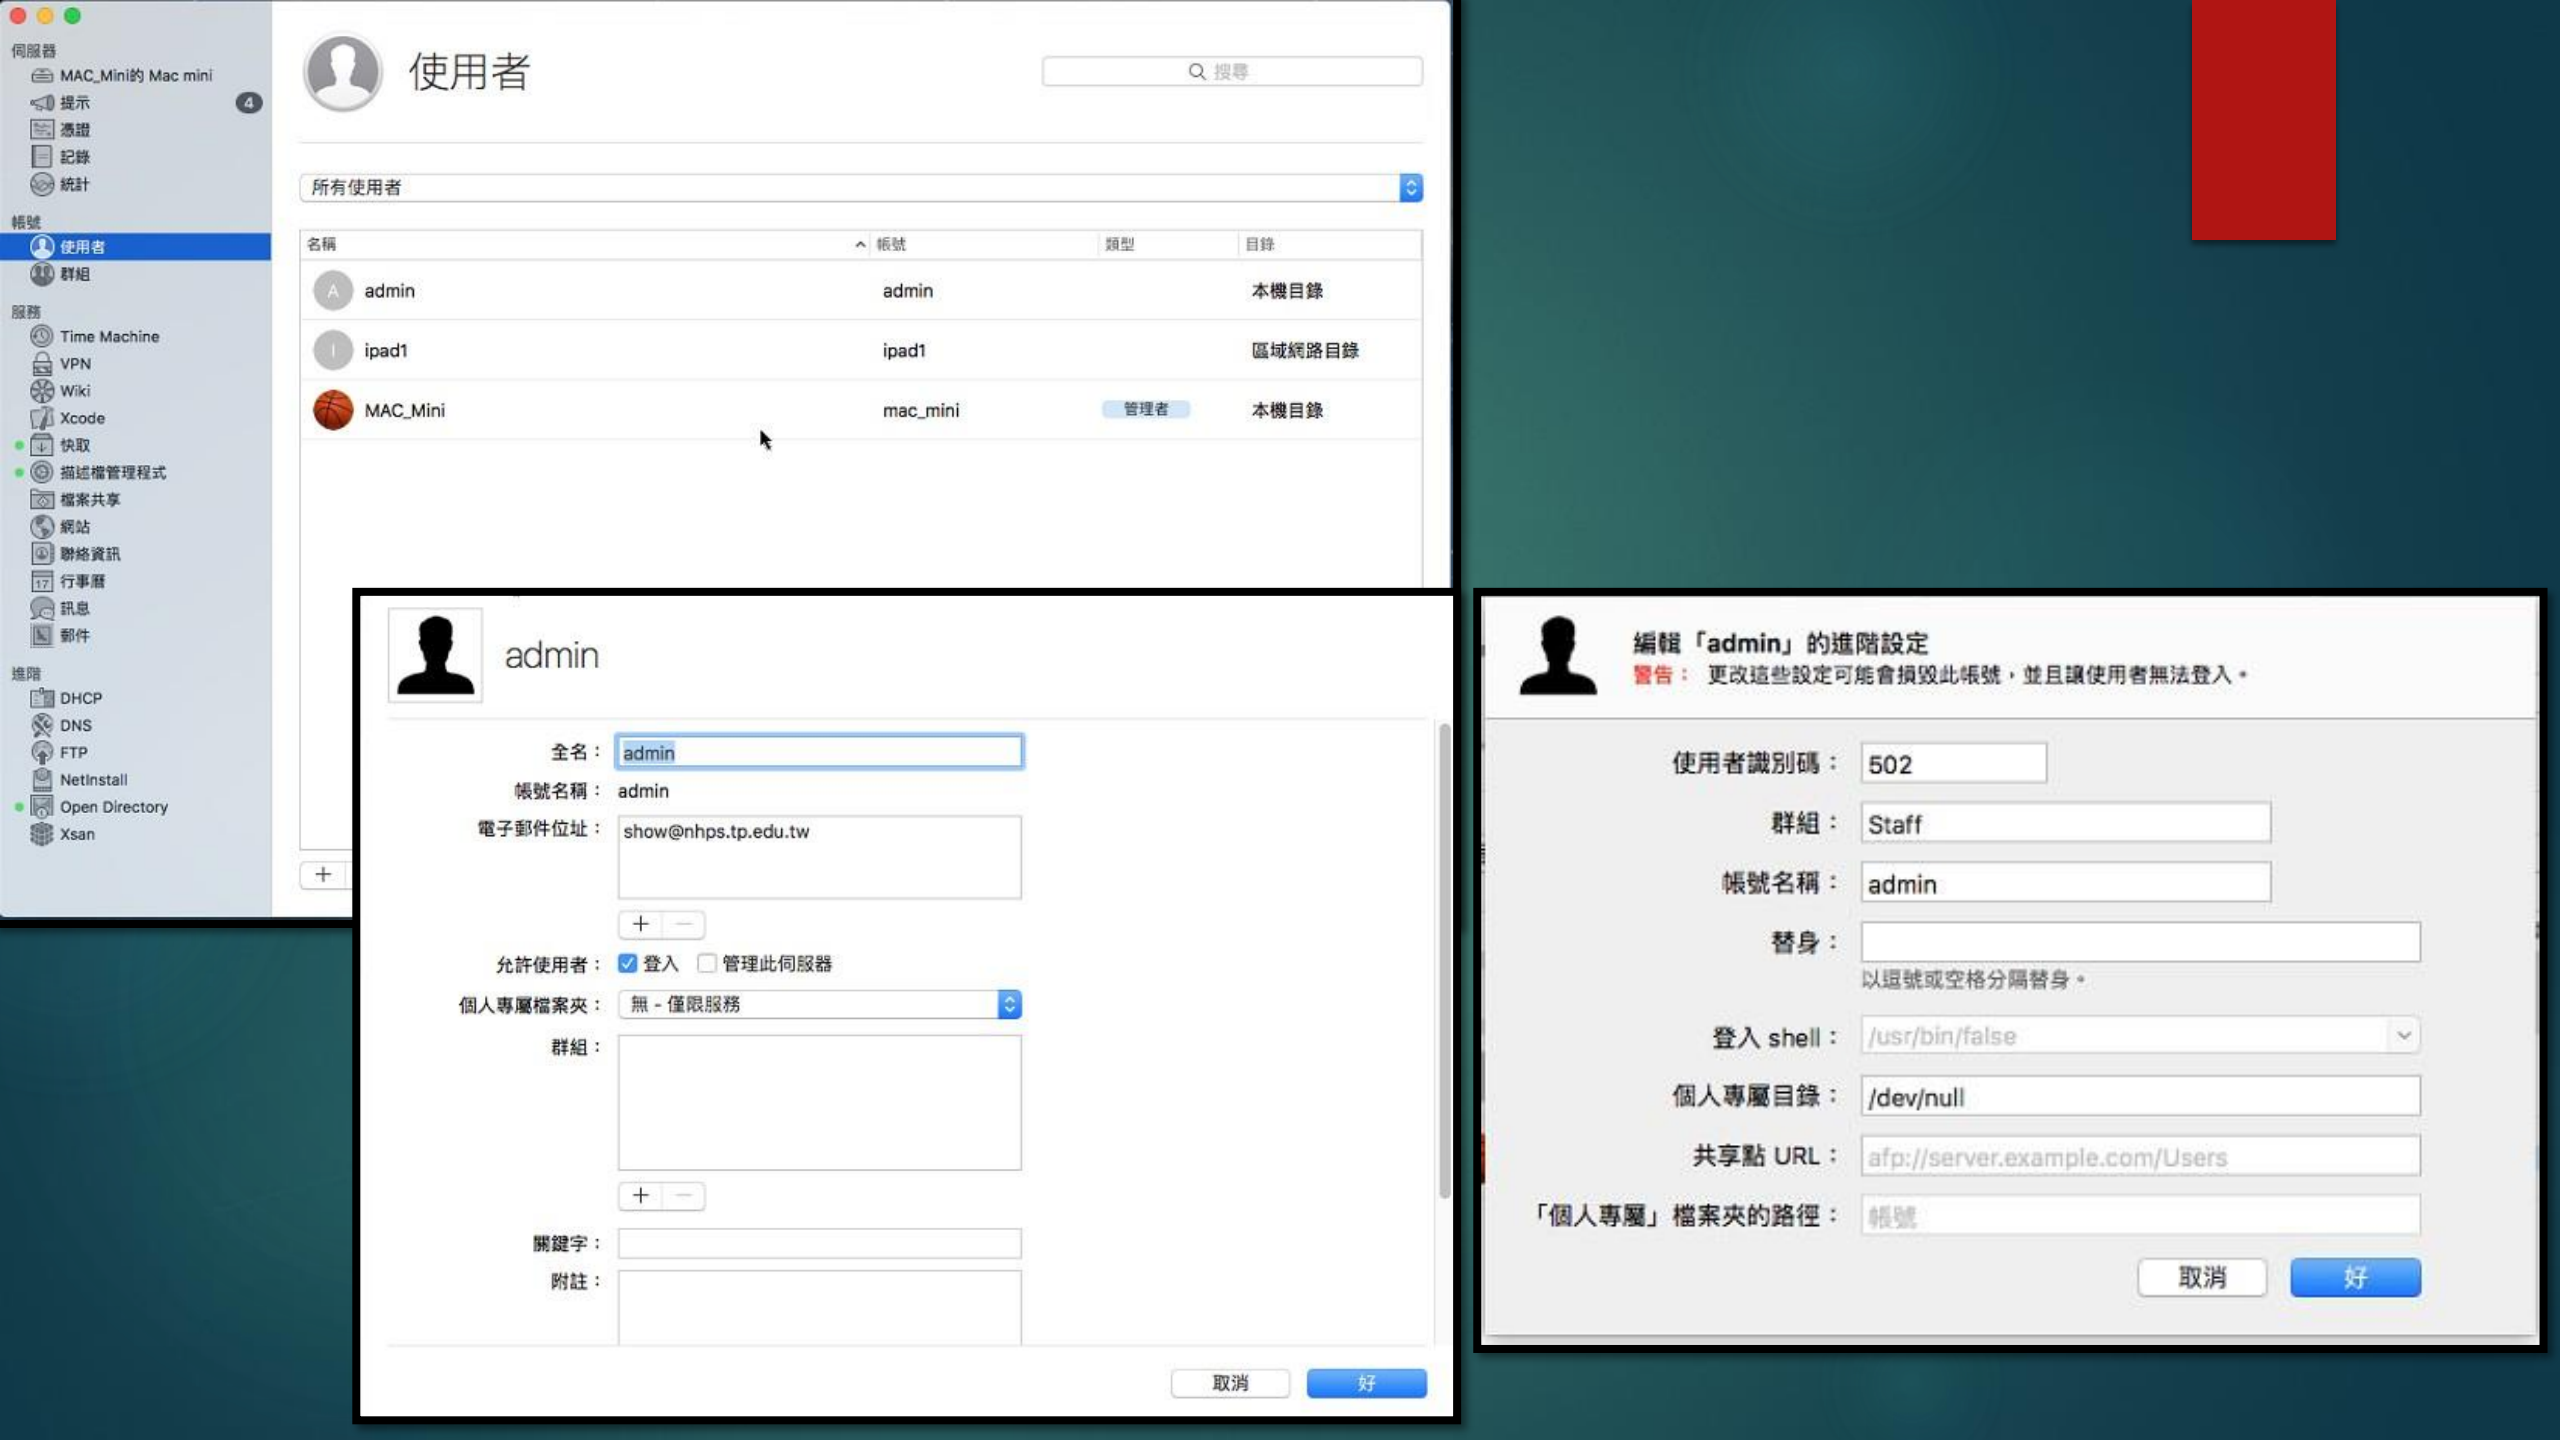 伺服器
MAC_Mini的 Mac mini
提示 4
憑證
記錄
統計
帳號
使用者
群組
服務
Time Machine
VPN
Wiki
Xcode
快取
描述檔管理程式
檔案共享
網站
聯絡資訊
17 行事曆
訊息
郵件
進階
DHCP
DNS
FTP
NetInstall
Open Directory
Xsan
使用者
搜尋
所有使用者
名稱 帳號 類型 目錄
A admin admin 本機目錄
I ipad1 ipad1 區域網路目錄
MAC_Mini mac_mini 管理者 本機目錄
+
admin
全名： admin
帳號名稱： admin
電子郵件位址： show@nhps.tp.edu.tw
+ −
允許使用者： 登入 管理此伺服器
個人專屬檔案夾： 無 - 僅限服務
群組：
+ −
關鍵字：
附註：
取消 好
編輯「admin」的進階設定
警告： 更改這些設定可能會損毀此帳號，並且讓使用者無法登入。
使用者識別碼： 502
群組： Staff
帳號名稱： admin
替身：
以逗號或空格分隔替身。
登入 shell： /usr/bin/false
個人專屬目錄： /dev/null
共享點 URL： afp://server.example.com/Users
「個人專屬」檔案夾的路徑： 帳號
取消 好